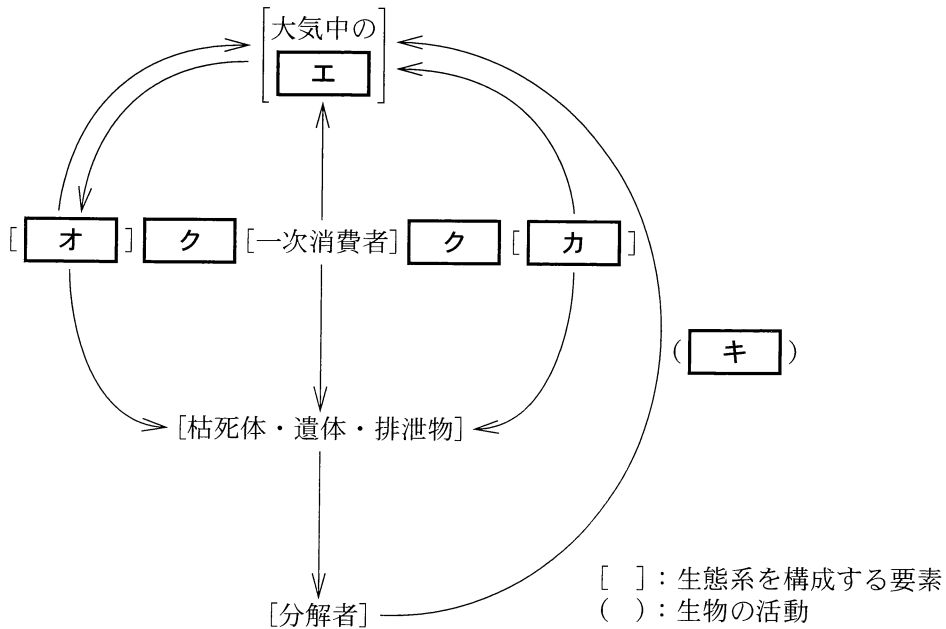 [大気中の
エ]
[オ] ク [一次消費者] ク [カ]
(キ)
[枯死体・遺体・排泄物]
[分解者]
[ ]：生態系を構成する要素
( )：生物の活動